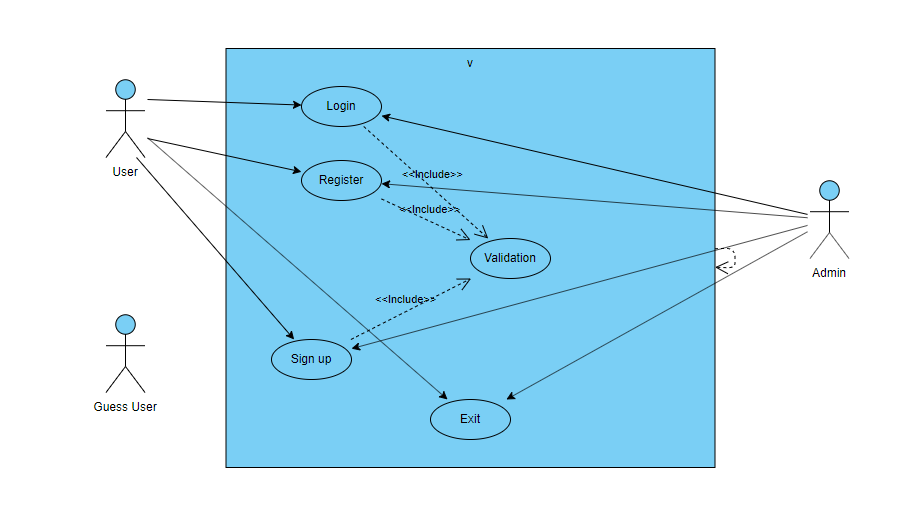 v
Login
User
<<Include>>
Register
<<Include>>
Validation
Admin
<<Include>>
Sign up
Guess User
Exit